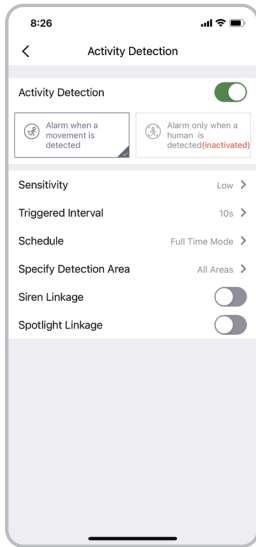 8:26
Activity Detection
Activity Detection
Alarm when a
movement is
detected
Alarm only when a
human is
detected(inactivated)
Sensitivity Low
Triggered Interval 10s
Schedule Full Time Mode
Specify Detection Area All Areas
Siren Linkage
Spotlight Linkage